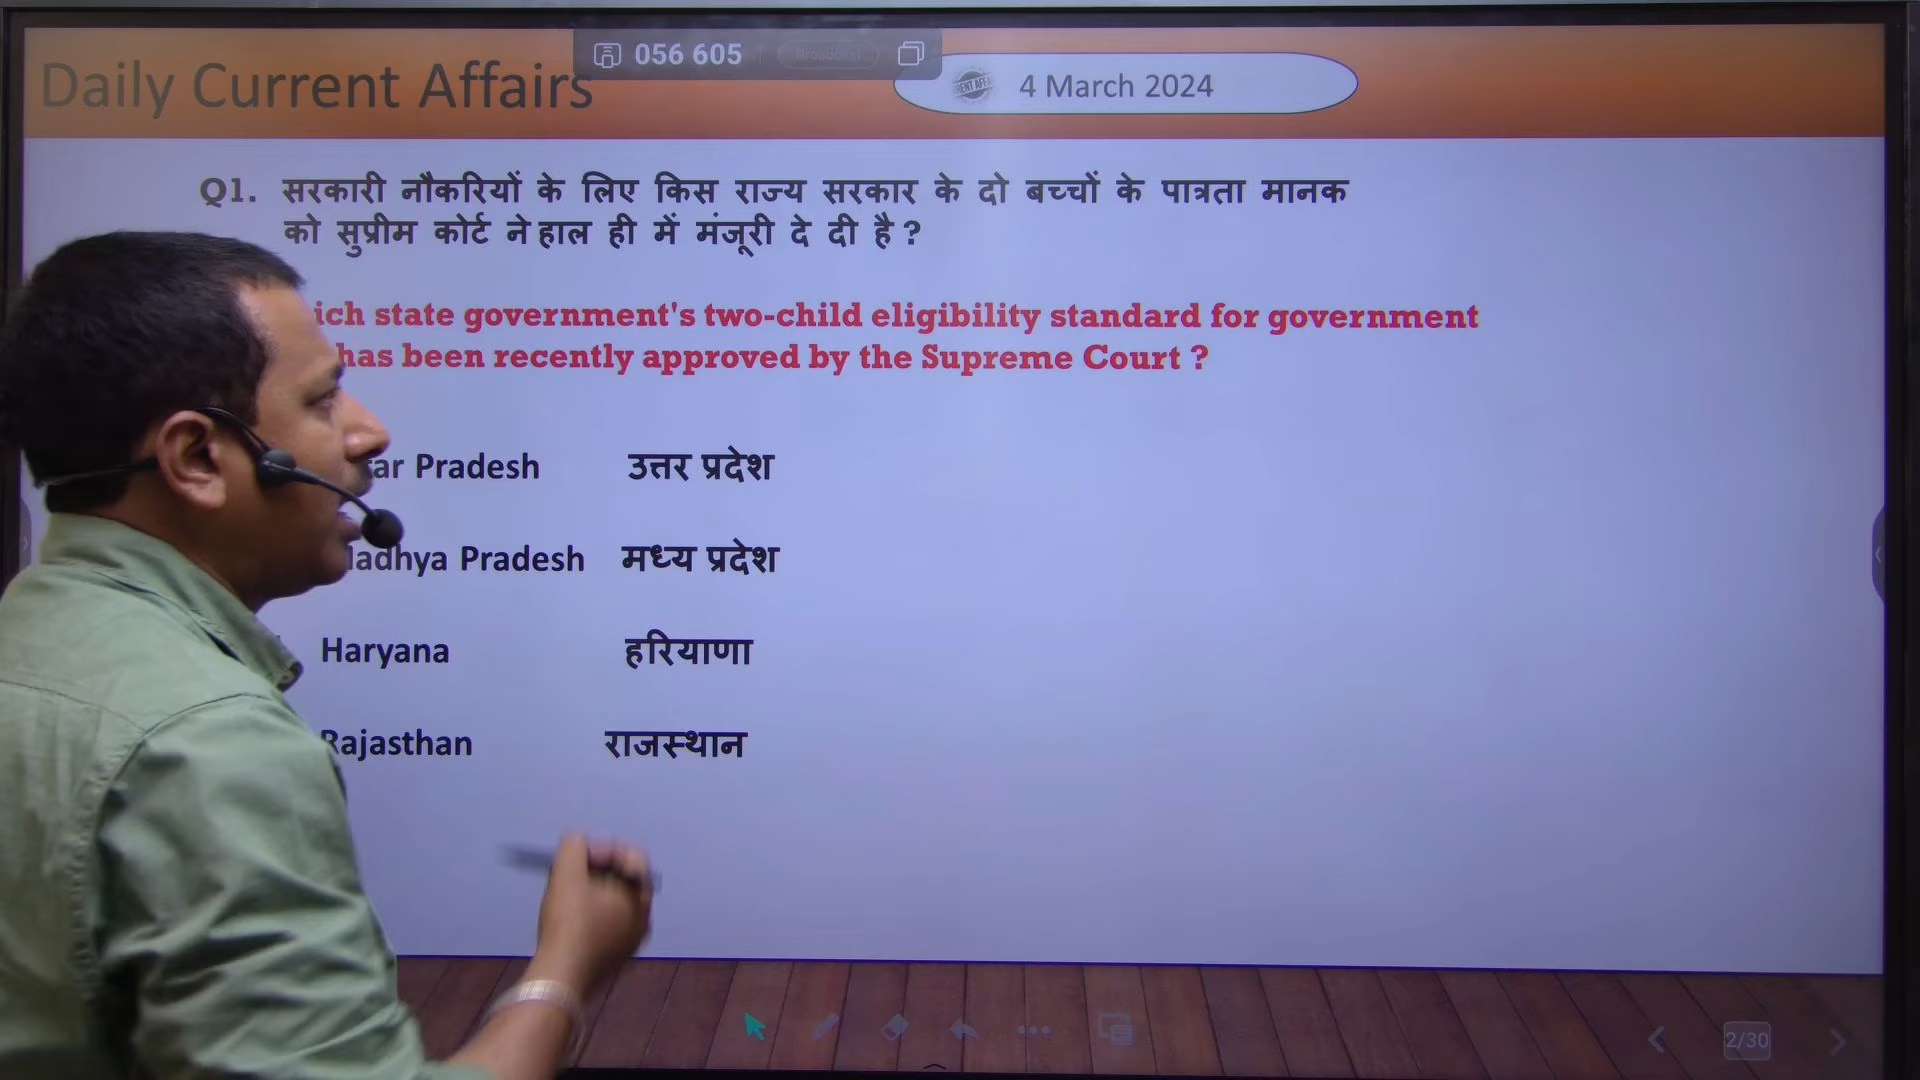 056 605
Daily Current Affairs
4 March 2024
Q1. सरकारी नौकरियों के लिए किस राज्य सरकार के दो बच्चों के पात्रता मानक
को सुप्रीम कोर्ट ने हाल ही में मंजूरी दे दी है ?
ich state government's two-child eligibility standard for government
has been recently approved by the Supreme Court ?
ar Pradesh उत्तर प्रदेश
adhya Pradesh मध्य प्रदेश
Haryana हरियाणा
Rajasthan राजस्थान
2/30